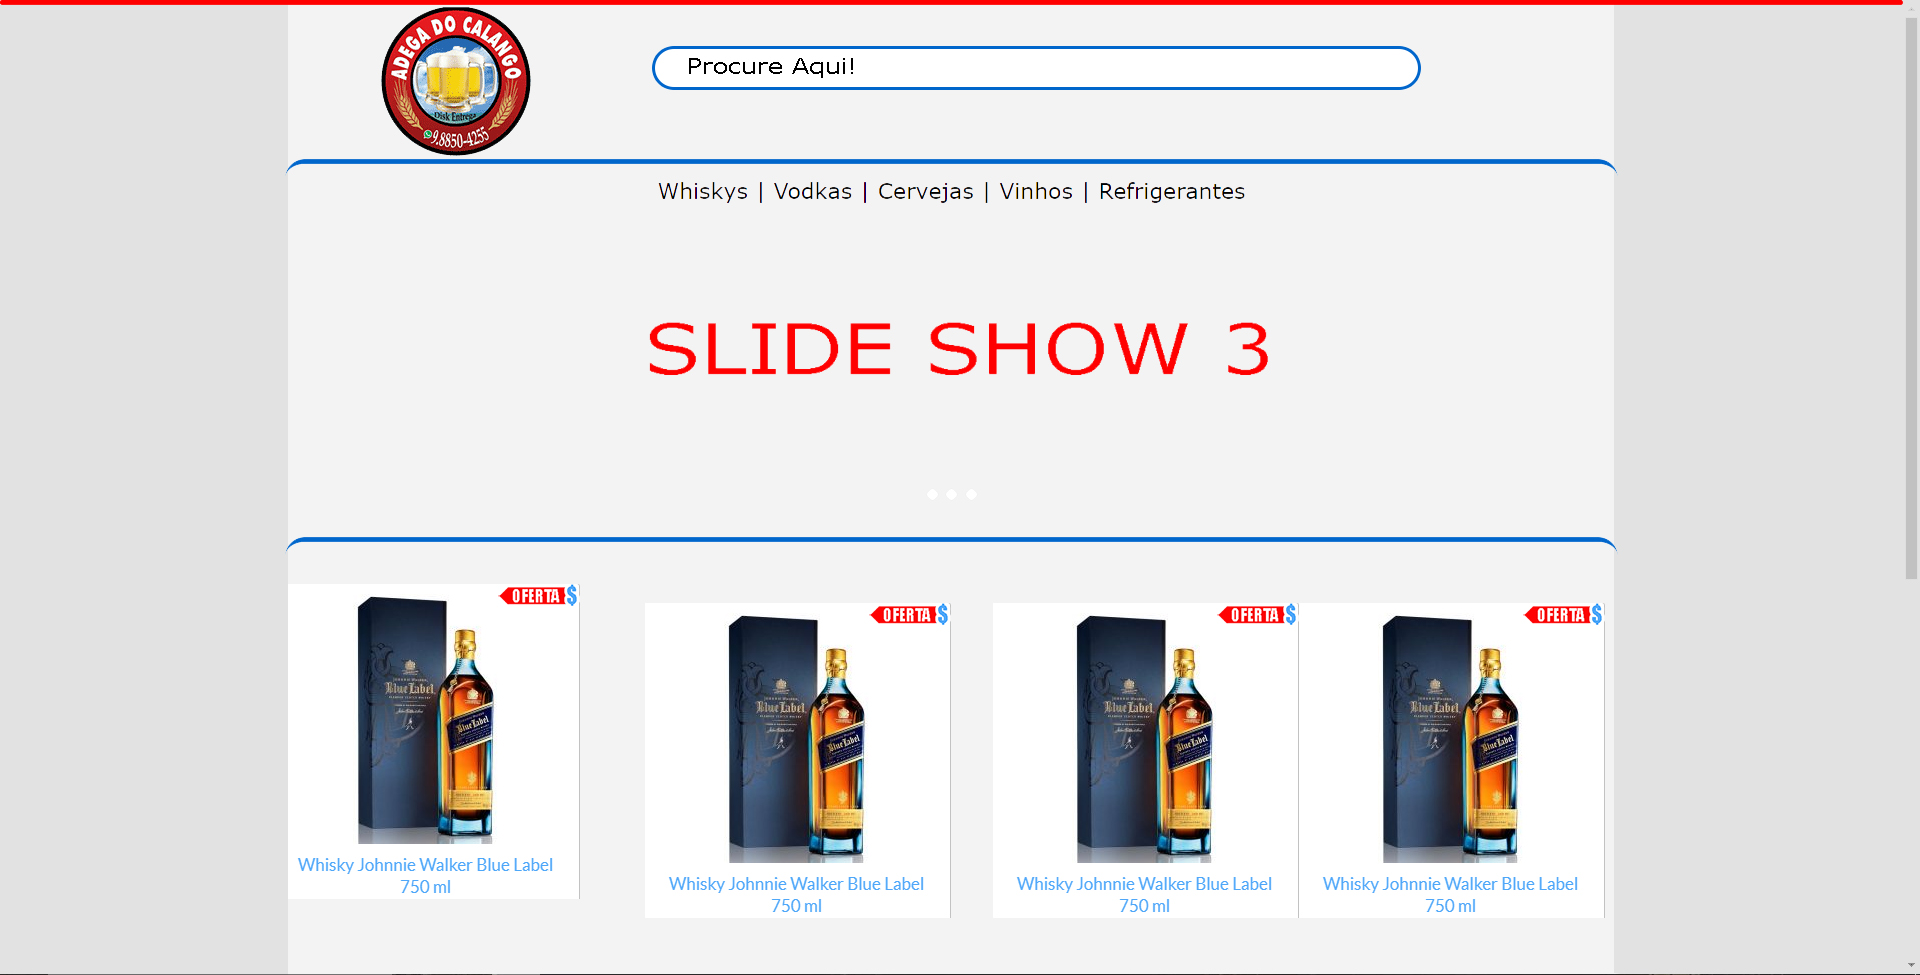 ADEGA DO CALANGO
Disk Entrega
9.8850-4255
Procure Aqui!
Whiskys | Vodkas | Cervejas | Vinhos | Refrigerantes
SLIDE SHOW 3
OFERTA $
Blue Label
Blue Label
Whisky Johnnie Walker Blue Label
750 ml
OFERTA $
Blue Label
Blue Label
Whisky Johnnie Walker Blue Label
750 ml
OFERTA $
Blue Label
Blue Label
Whisky Johnnie Walker Blue Label
750 ml
OFERTA $
Blue Label
Blue Label
Whisky Johnnie Walker Blue Label
750 ml